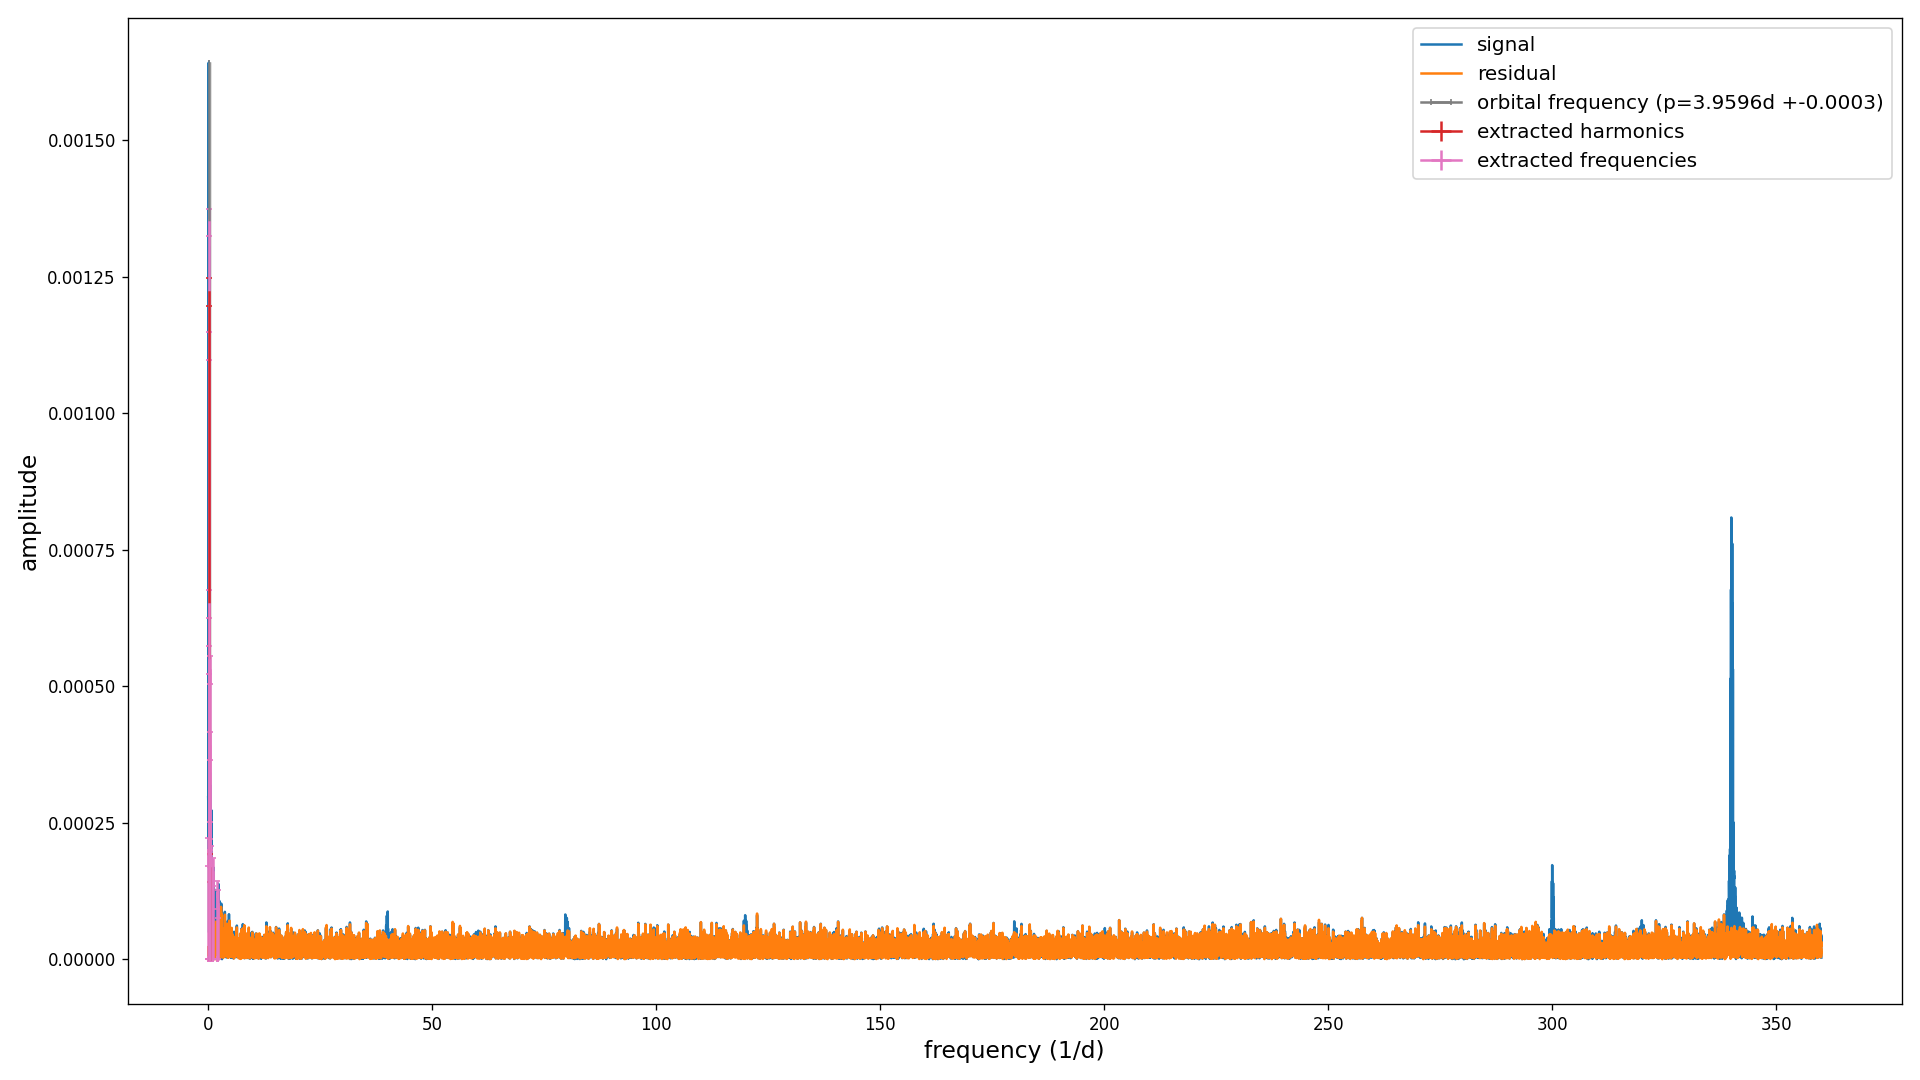 signal
residual
orbital frequency (p=3.9596d +-0.0003)
extracted harmonics
extracted frequencies
0.00150
0.00125
0.00100
0.00075
0.00050
0.00025
0.00000
amplitude
0 50 100 150 200 250 300 350
frequency (1/d)